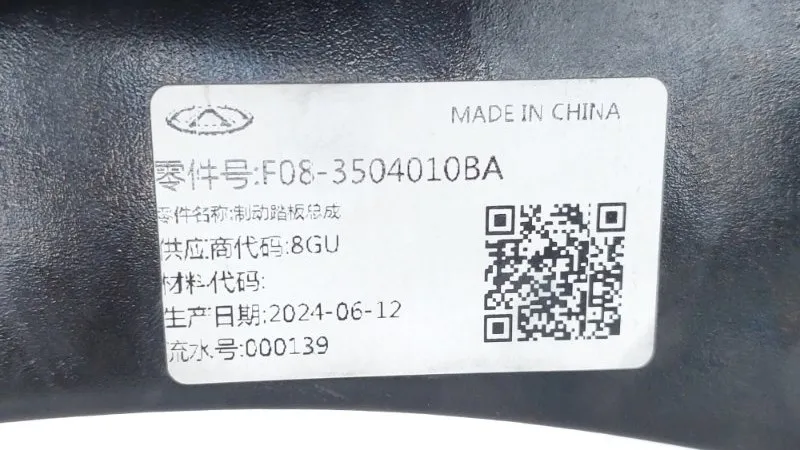 MADE IN CHINA
零件号:F08-3504010BA
零件名称:制动踏板总成
供应商代码:8GU
材料代码:
生产日期:2024-06-12
流水号:000139